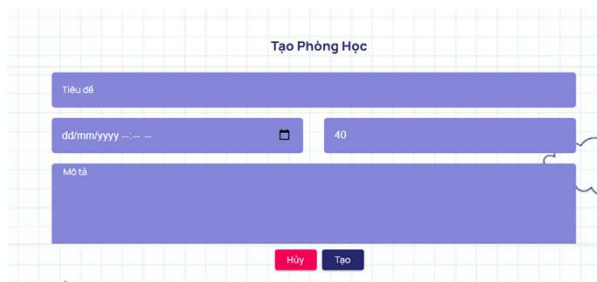 Tạo Phòng Học
Tiêu đề
dd/mm/yyyy --:-- --
40
Mô tả
Hủy
Tạo